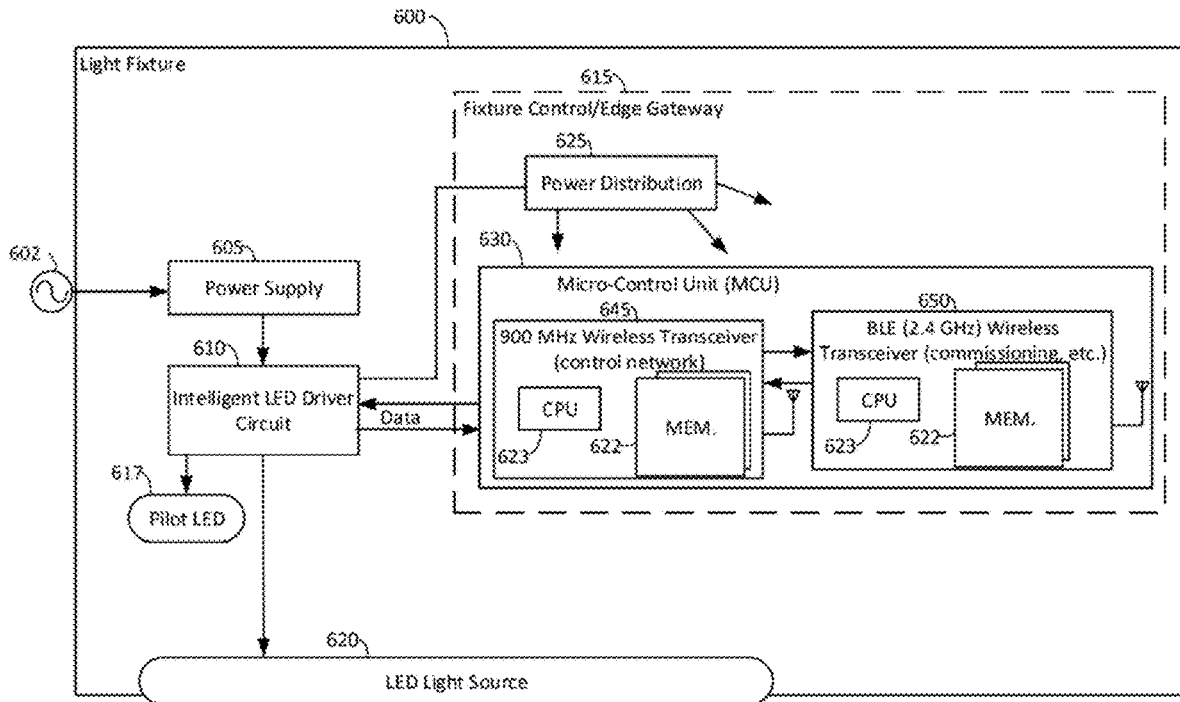 600
Light Fixture
615
Fixture Control/Edge Gateway
625
Power Distribution
602
605
Power Supply
630
Micro-Control Unit (MCU)
610
Intelligent LED Driver
Circuit
Data
645
900 MHz Wireless Transceiver
(control network)
CPU
623
622
MEM.
650
BLE (2.4 GHz) Wireless
Transceiver (commissioning, etc.)
CPU
623
622
MEM.
617
Pilot LED
620
LED Light Source